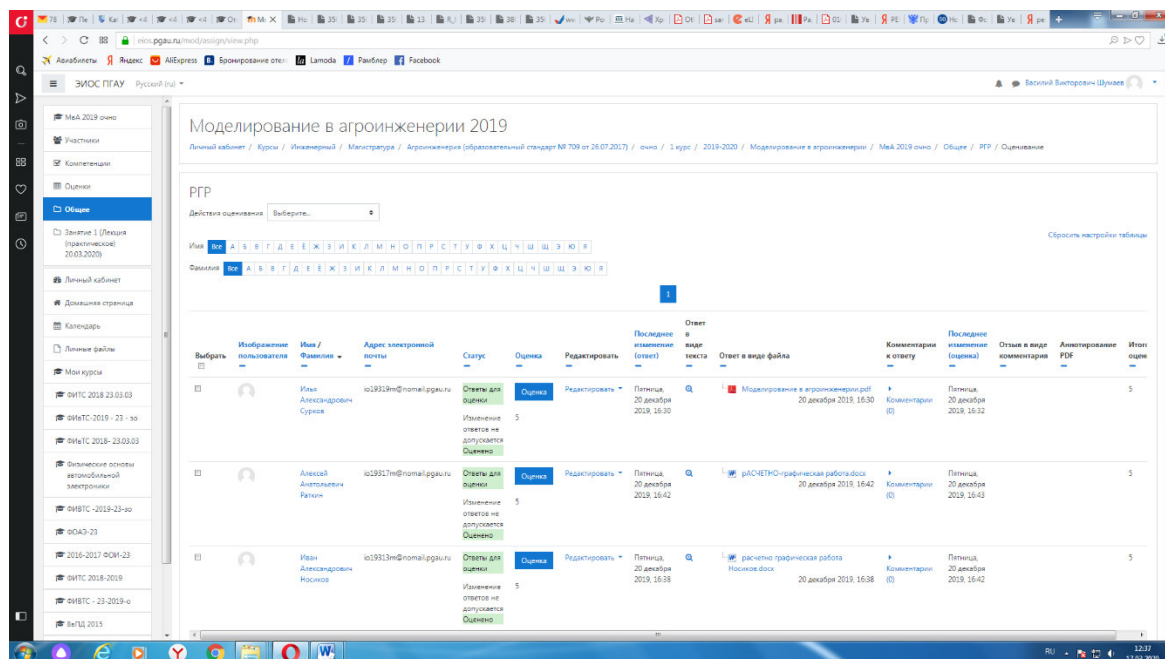 eios.pgau.ru/mod/assign/view.php
Авиабилеты Яндекс AliExpress Бронирование отел Lamoda Рамблер Facebook
ЭИОС ПГАУ Русский (ru)
Василий Викторович Шумаев
МвА 2019 очно
Участники
Компетенции
Оценки
Общее
Занятие 1 (Лекция
(практическое)
20.03.2020)
Личный кабинет
Домашняя страница
Календарь
Личные файлы
Мои курсы
ФИТС 2018 23.03.03
ФИвТС-2019 - 23 - зо
ФИвТС 2018- 23.03.03
Физические основы
автомобильной
электроники
ФИВТС -2019-23-зо
ФОАЭ-23
2016-2017 ФОИ-23
ФИТС 2018-2019
ФИВТС - 23-2019-о
ВвПД 2015
Моделирование в агроинженерии 2019
Личный кабинет / Курсы / Инженерный / Магистратура / Агроинженерия (образовательный стандарт № 709 от 26.07.2017) / очно / 1 курс / 2019-2020 / Моделирование в агроинженерии / МвА 2019 очно / Общее / РГР / Оценивание
РГР
Действия оценивания Выберите...
Сбросить настройки таблицы
Имя Все А Б В Г Д Е Ё Ж З И К Л М Н О П Р С Т У Ф Х Ц Ч Ш Щ Э Ю Я
Фамилия Все А Б В Г Д Е Ё Ж З И К Л М Н О П Р С Т У Ф Х Ц Ч Ш Щ Э Ю Я
1
Выбрать
Изображение
пользователя
Имя /
Фамилия
Адрес электронной
почты
Статус
Оценка
Редактировать
Последнее
изменение
(ответ)
Ответ
в
виде
текста
Ответ в виде файла
Комментарии
к ответу
Последнее
изменение
(оценка)
Отзыв в виде
комментария
Аннотирование
PDF
Итого
оцен
Илья
Александрович
Сурков
io19319m@nomail.pgau.ru
Ответы для
оценки
Изменение
ответов не
допускается
Оценено
Оценка
5
Редактировать
Пятница,
20 декабря
2019, 16:30
Моделирование в агроинженерии.pdf
20 декабря 2019, 16:30
Комментарии
(0)
Пятница,
20 декабря
2019, 16:32
5
Алексей
Анатольевич
Раткин
io19317m@nomail.pgau.ru
Ответы для
оценки
Изменение
ответов не
допускается
Оценено
Оценка
5
Редактировать
Пятница,
20 декабря
2019, 16:42
рАСЧЕТНО-графическая работа.docx
20 декабря 2019, 16:42
Комментарии
(0)
Пятница,
20 декабря
2019, 16:43
5
Иван
Александрович
Носиков
io19313m@nomail.pgau.ru
Ответы для
оценки
Изменение
ответов не
допускается
Оценено
Оценка
5
Редактировать
Пятница,
20 декабря
2019, 16:38
расчетно графическая работа
Носиков.docx
20 декабря 2019, 16:38
Комментарии
(0)
Пятница,
20 декабря
2019, 16:42
5
RU
12:37